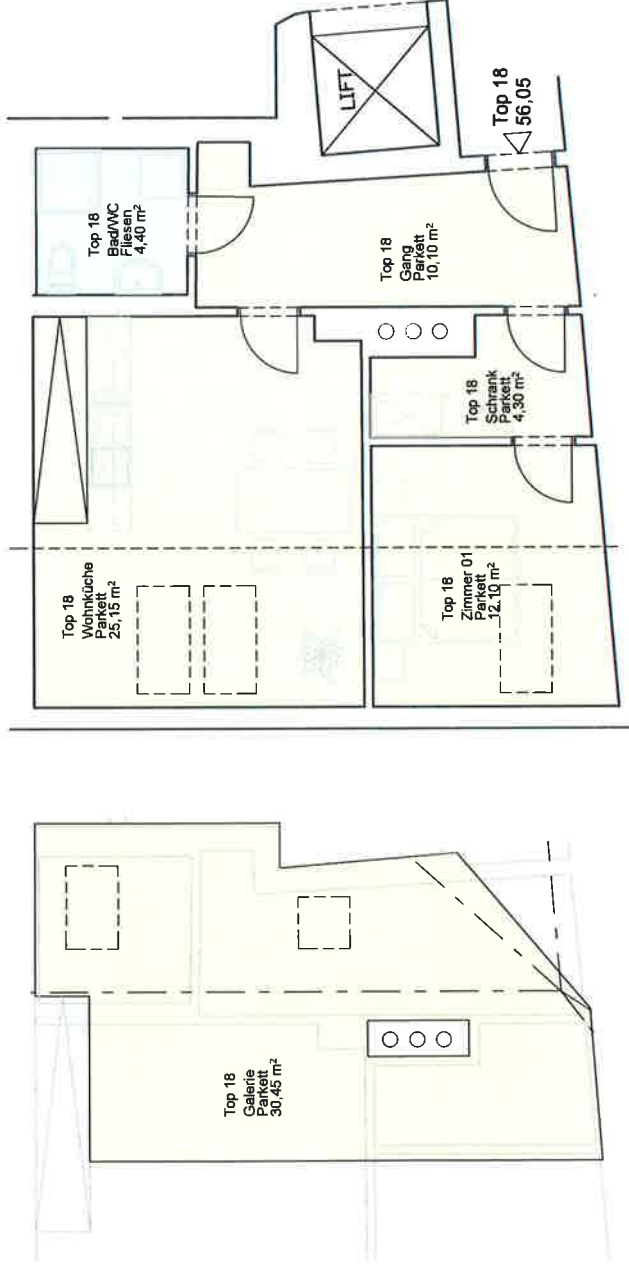 Top 18
Bad/WC
Fliesen
4,40 m²
LIFT
Top 18
56,05
Top 18
Gang
Parkett
10,10 m²
Top 18
Schrank
Parkett
4,30 m²
Top 18
Wohnküche
Parkett
25,15 m²
Top 18
Zimmer 01
Parkett
12,10 m²
Top 18
Galerie
Parkett
30,45 m²